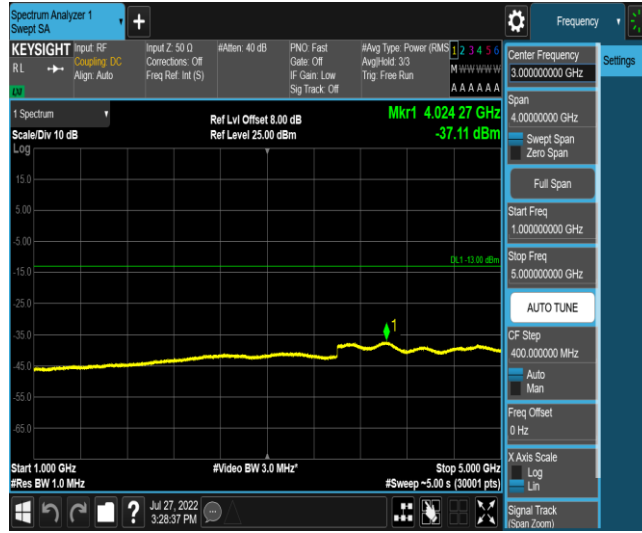 Spectrum Analyzer 1
Swept SA
+
Frequency
KEYSIGHT
RL
LXI
Input: RF
Coupling: DC
Align: Auto
Input Z: 50 Ω
Corrections: Off
Freq Ref: Int (S)
#Atten: 40 dB
PNO: Fast
Gate: Off
IF Gain: Low
Sig Track: Off
#Avg Type: Power (RMS
Avg|Hold: 3/3
Trig: Free Run
1 2 3 4 5 6
M W W W W W
A A A A A A
1 Spectrum
Scale/Div 10 dB
Log
Ref Lvl Offset 8.00 dB
Ref Level 25.00 dBm
Mkr1 4.024 27 GHz
-37.11 dBm
15.0
5.00
-5.00
DL1 -13.00 dBm
-15.0
-25.0
1
-35.0
-45.0
-55.0
-65.0
Start 1.000 GHz
#Res BW 1.0 MHz
#Video BW 3.0 MHz*
Stop 5.000 GHz
#Sweep ~5.00 s (30001 pts)
?
Jul 27, 2022
3:28:37 PM
Center Frequency
3.000000000 GHz
Settings
Span
4.00000000 GHz
Swept Span
Zero Span
Full Span
Start Freq
1.000000000 GHz
Stop Freq
5.000000000 GHz
AUTO TUNE
CF Step
400.000000 MHz
Auto
Man
Freq Offset
0 Hz
X Axis Scale
Log
Lin
Signal Track
(Span Zoom)